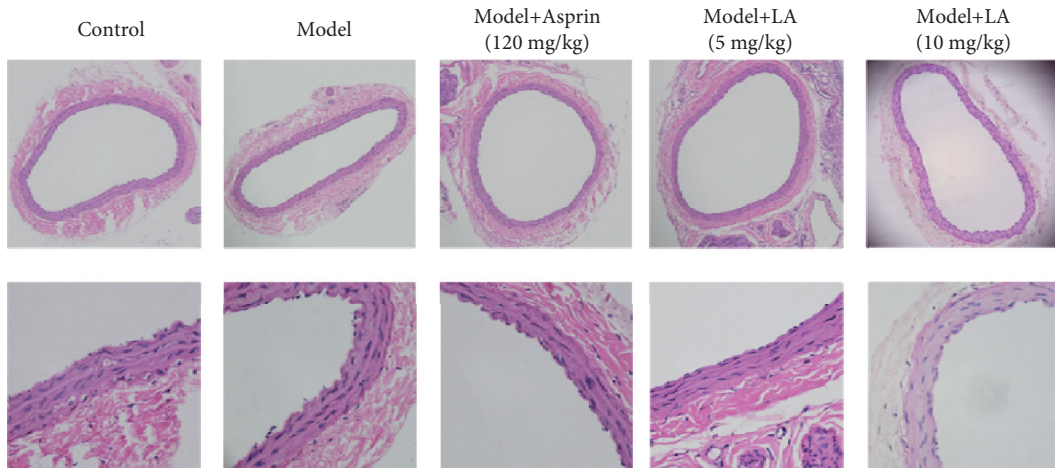 Control
Model
Model+Asprin
(120 mg/kg)
Model+LA
(5 mg/kg)
Model+LA
(10 mg/kg)